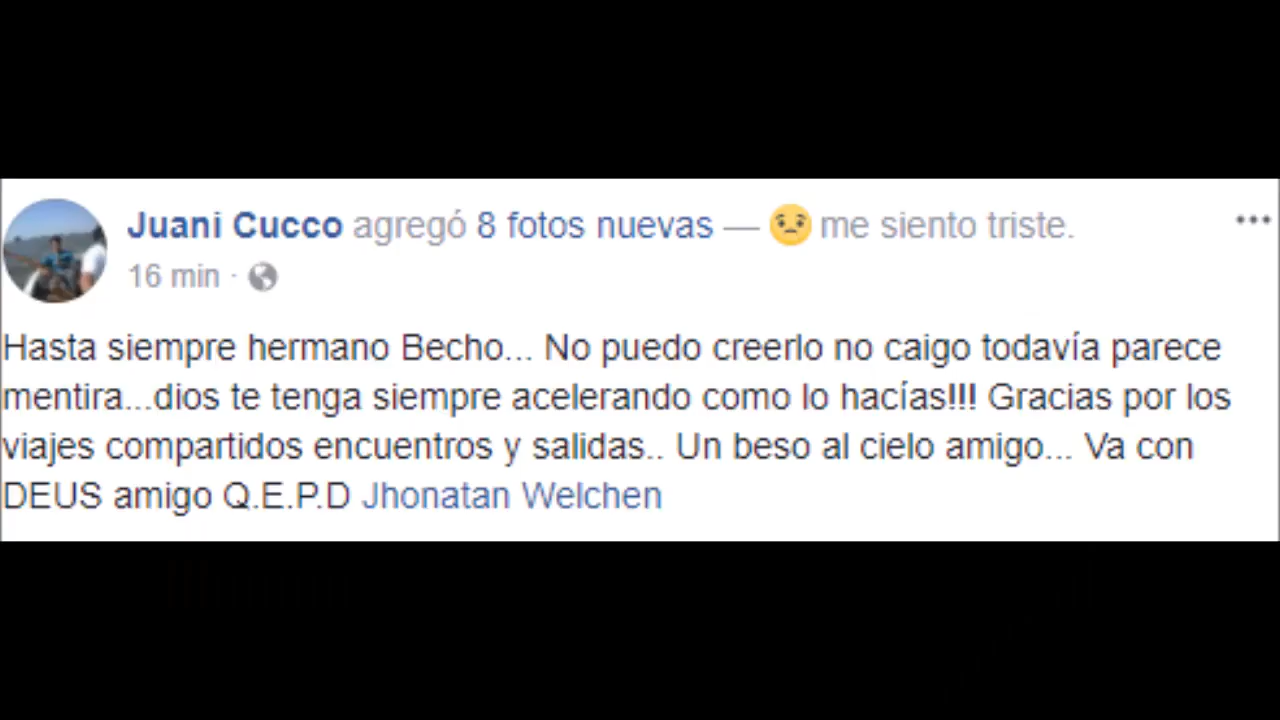 Juani Cucco agregó 8 fotos nuevas — 😟 me siento triste.
16 min ·
Hasta siempre hermano Becho... No puedo creerlo no caigo todavía parece
mentira...dios te tenga siempre acelerando como lo hacías!!! Gracias por los
viajes compartidos encuentros y salidas.. Un beso al cielo amigo... Va con
DEUS amigo Q.E.P.D Jhonatan Welchen